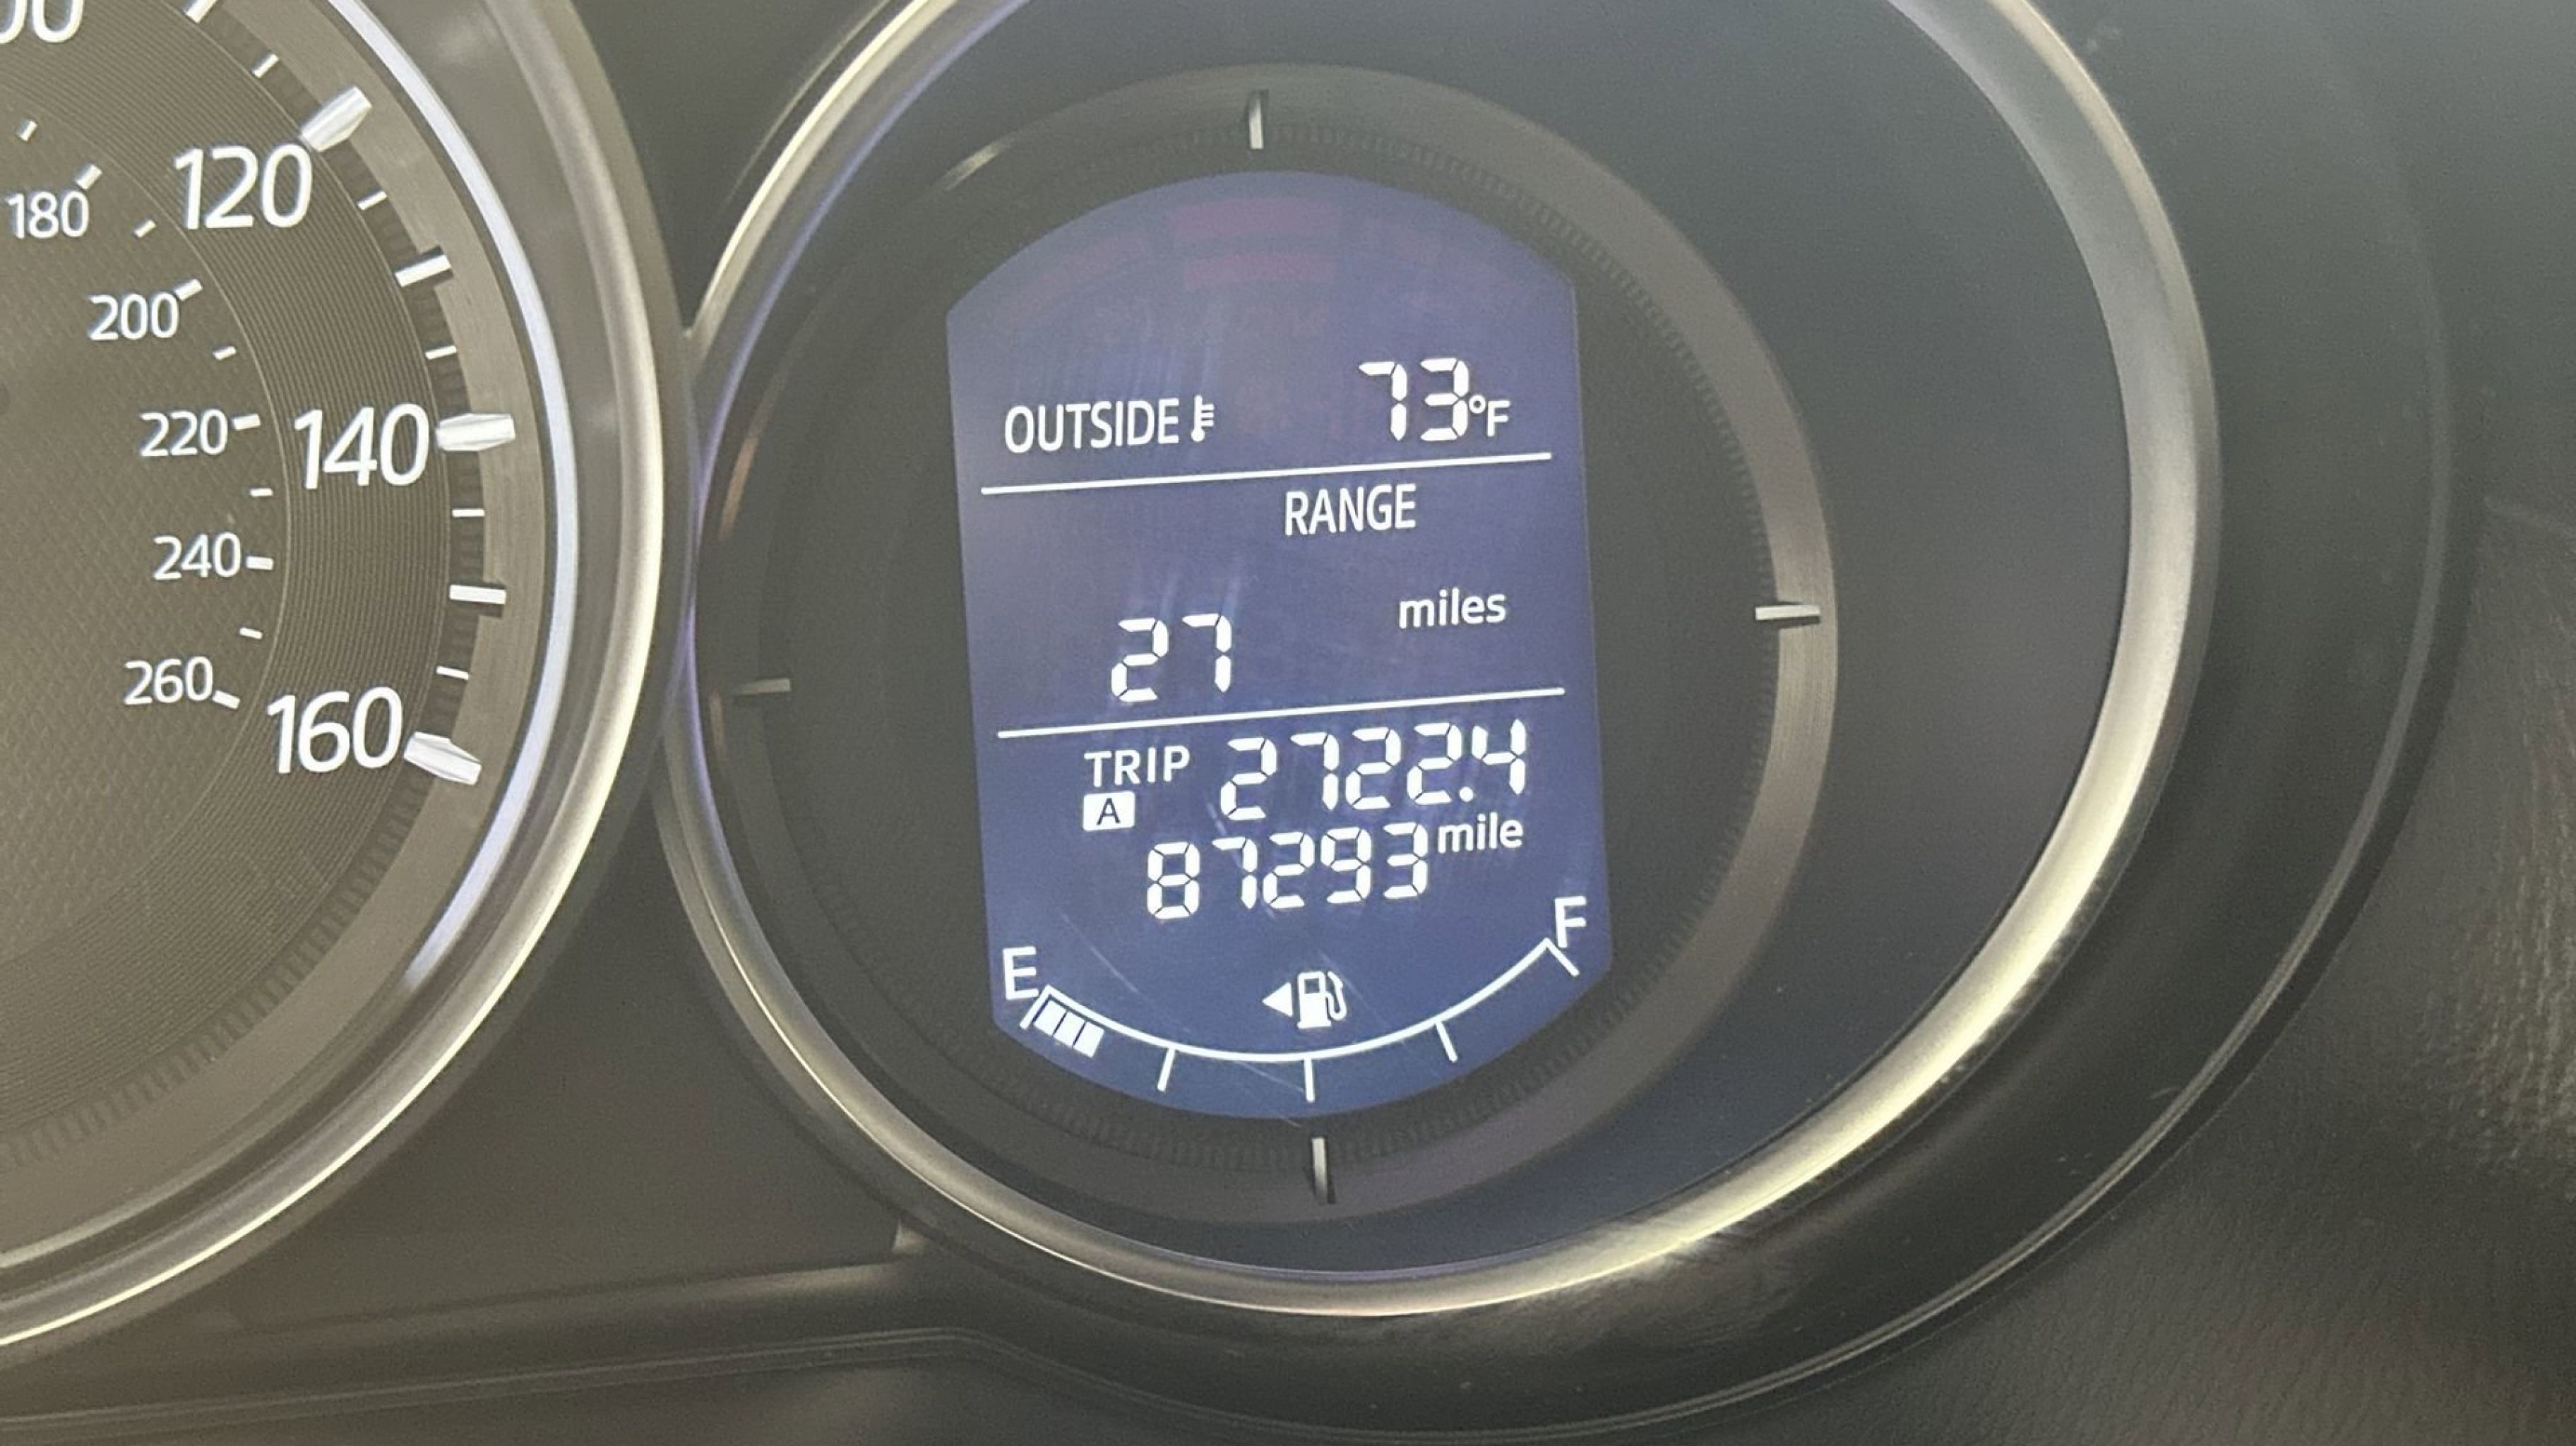 120
180
200
220
140
240
260
160
OUTSIDE 73°F
RANGE
miles
27
TRIP 2722.4
A
87293 mile
E F